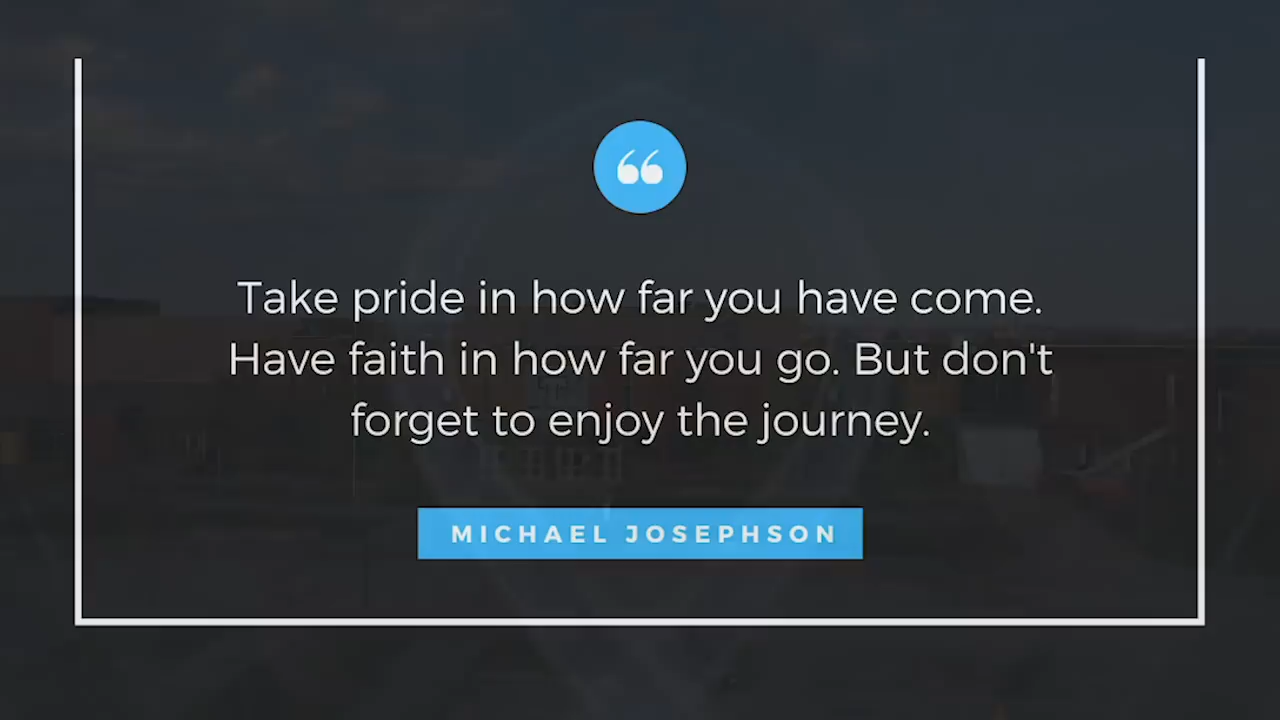 “
Take pride in how far you have come.
Have faith in how far you go. But don't
forget to enjoy the journey.
MICHAEL JOSEPHSON